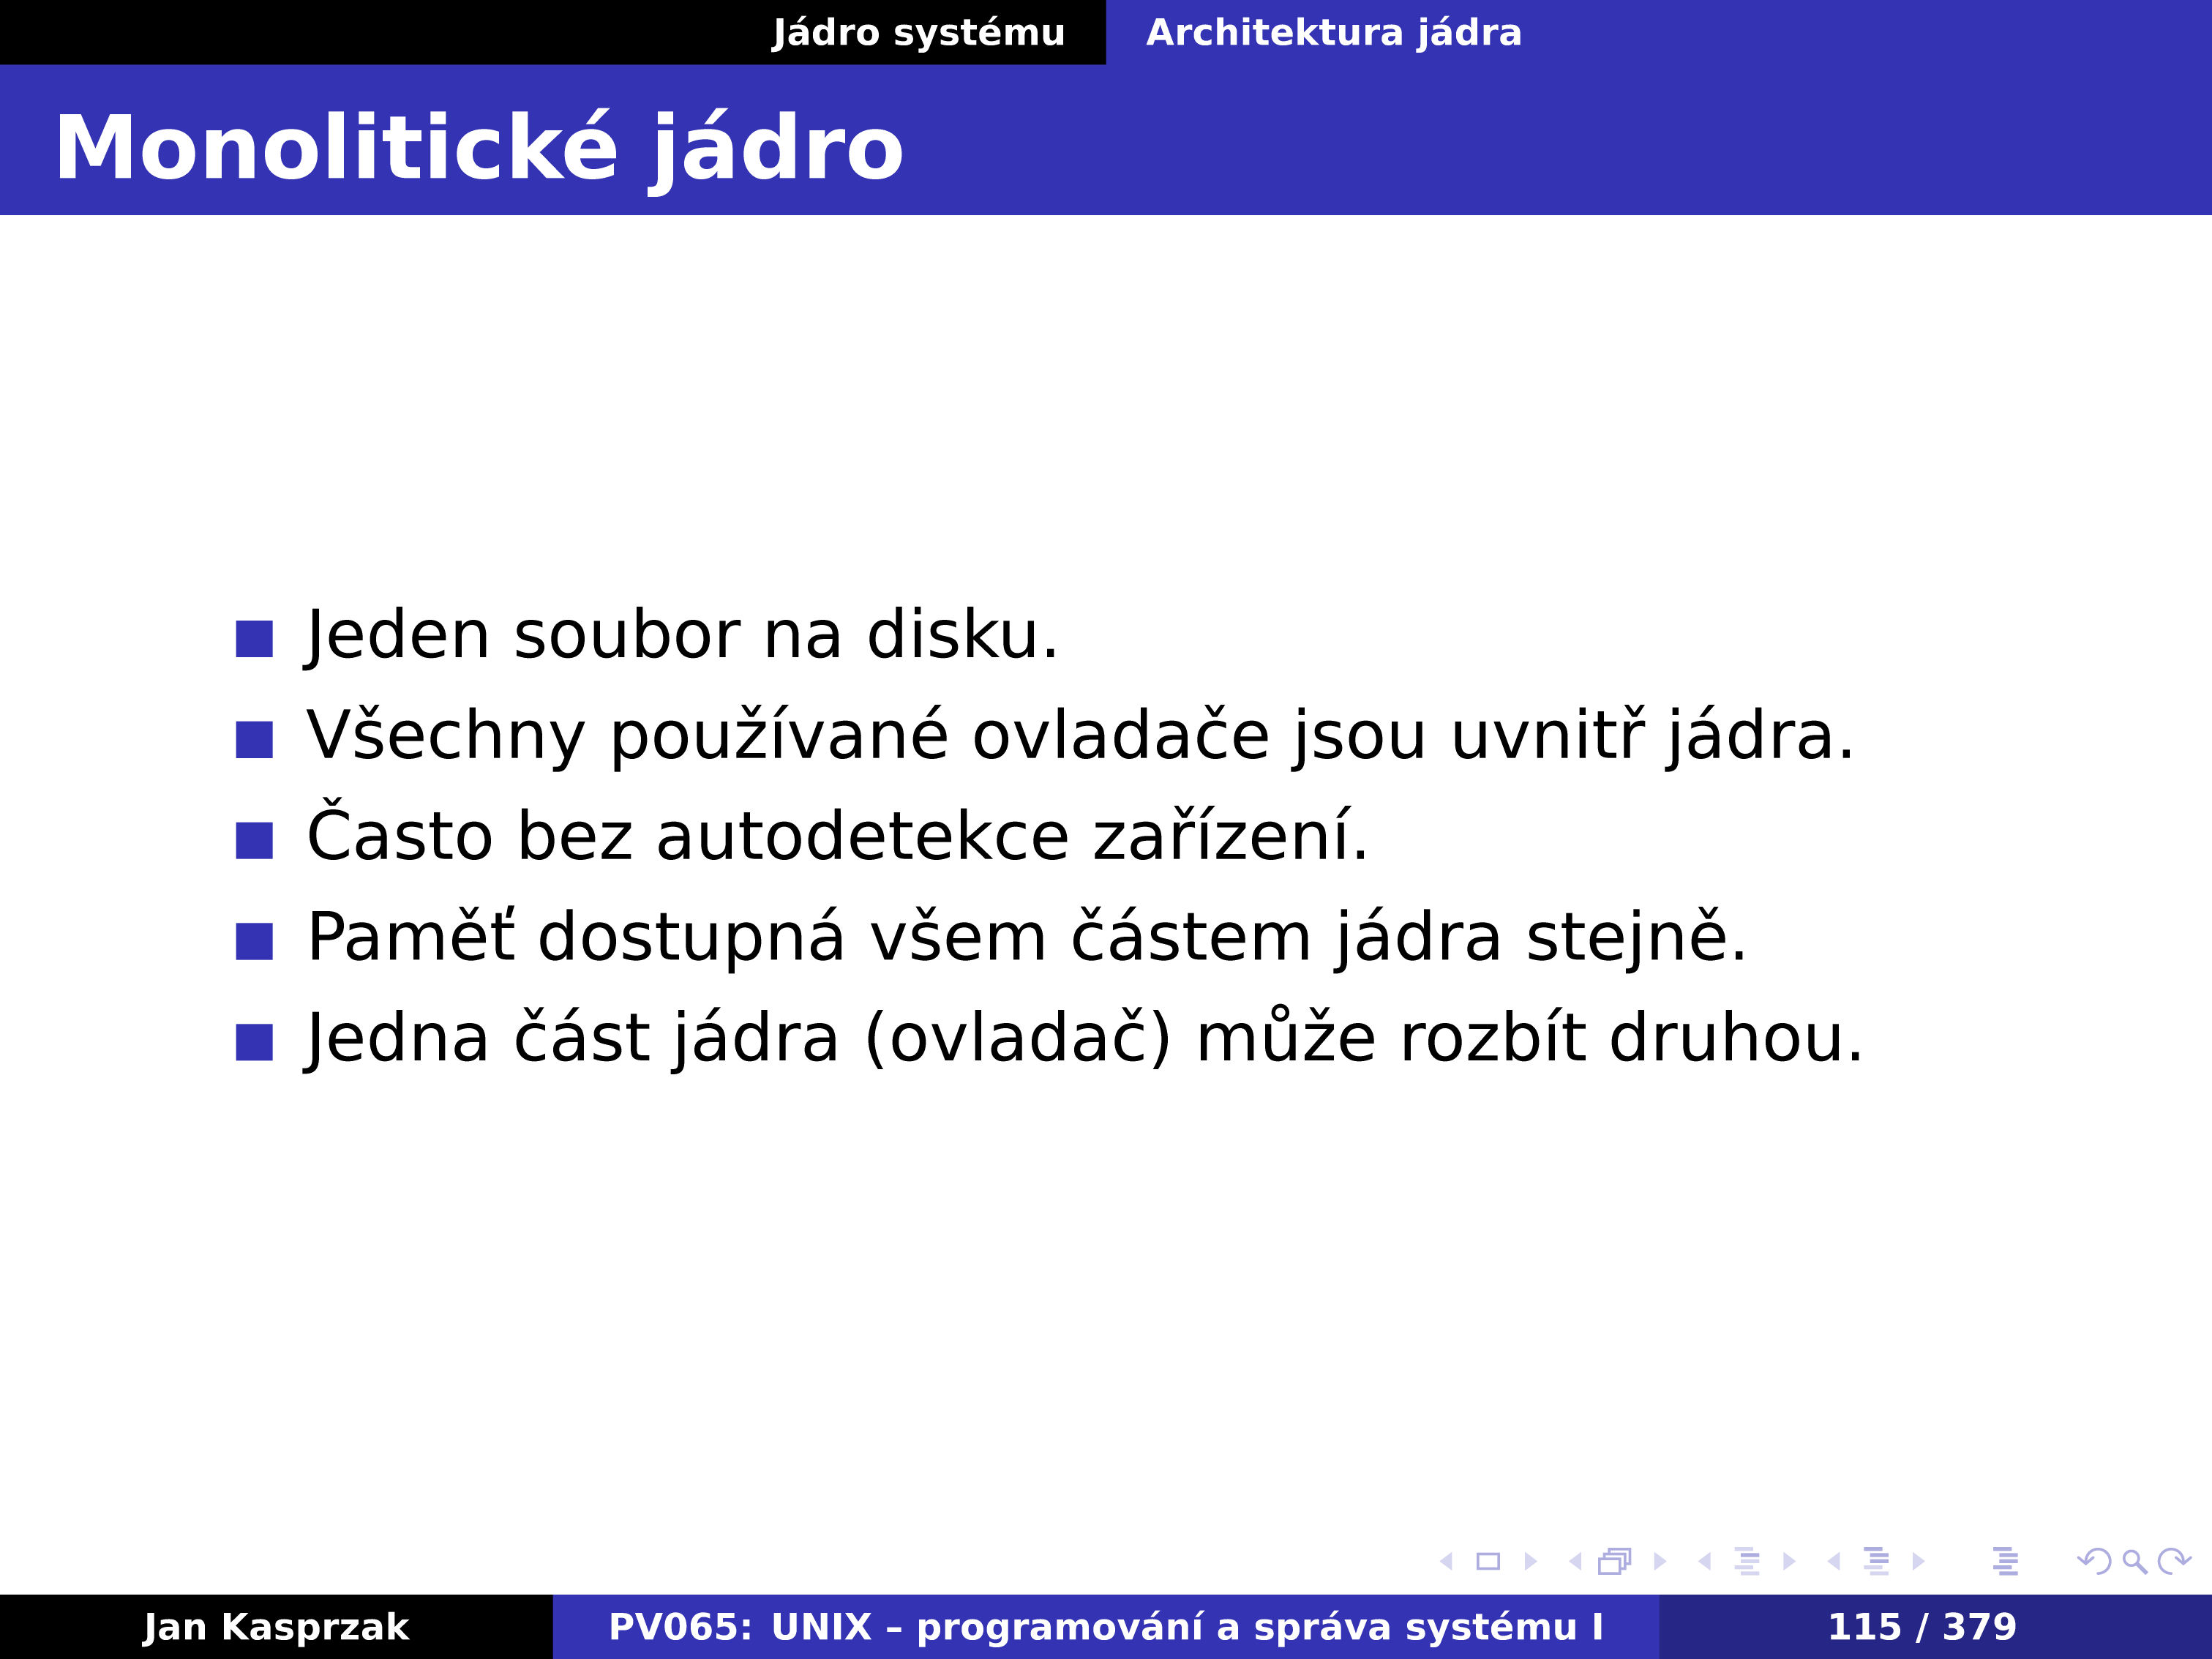 Jádro systému Architektura jádra
Monolitické jádro
Jeden soubor na disku.
Všechny používané ovladače jsou uvnitř jádra.
Často bez autodetekce zařízení.
Paměť dostupná všem částem jádra stejně.
Jedna část jádra (ovladač) může rozbít druhou.
Jan Kasprzak PV065: UNIX – programování a správa systému I 115 / 379